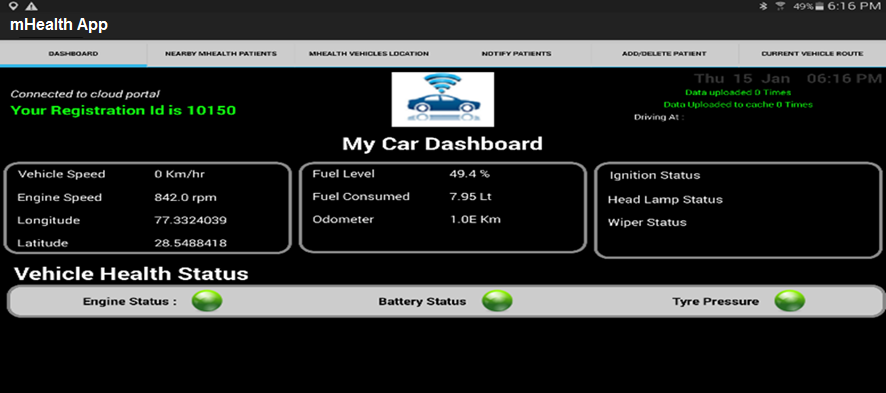 49% 6:16 PM
mHealth App
DASHBOARD
NEARBY MHEALTH PATIENTS
MHEALTH VEHICLES LOCATION
NOTIFY PATIENTS
ADD/DELETE PATIENT
CURRENT VEHICLE ROUTE
Connected to cloud portal
Your Registration Id is 10150
Thu 15 Jan 06:16 PM
Data uploaded 0 Times
Data Uploaded to cache 0 Times
Driving At :
My Car Dashboard
Vehicle Speed 0 Km/hr
Engine Speed 842.0 rpm
Longitude 77.3324039
Latitude 28.5488418
Fuel Level 49.4 %
Fuel Consumed 7.95 Lt
Odometer 1.0E Km
Ignition Status
Head Lamp Status
Wiper Status
Vehicle Health Status
Engine Status :
Battery Status
Tyre Pressure